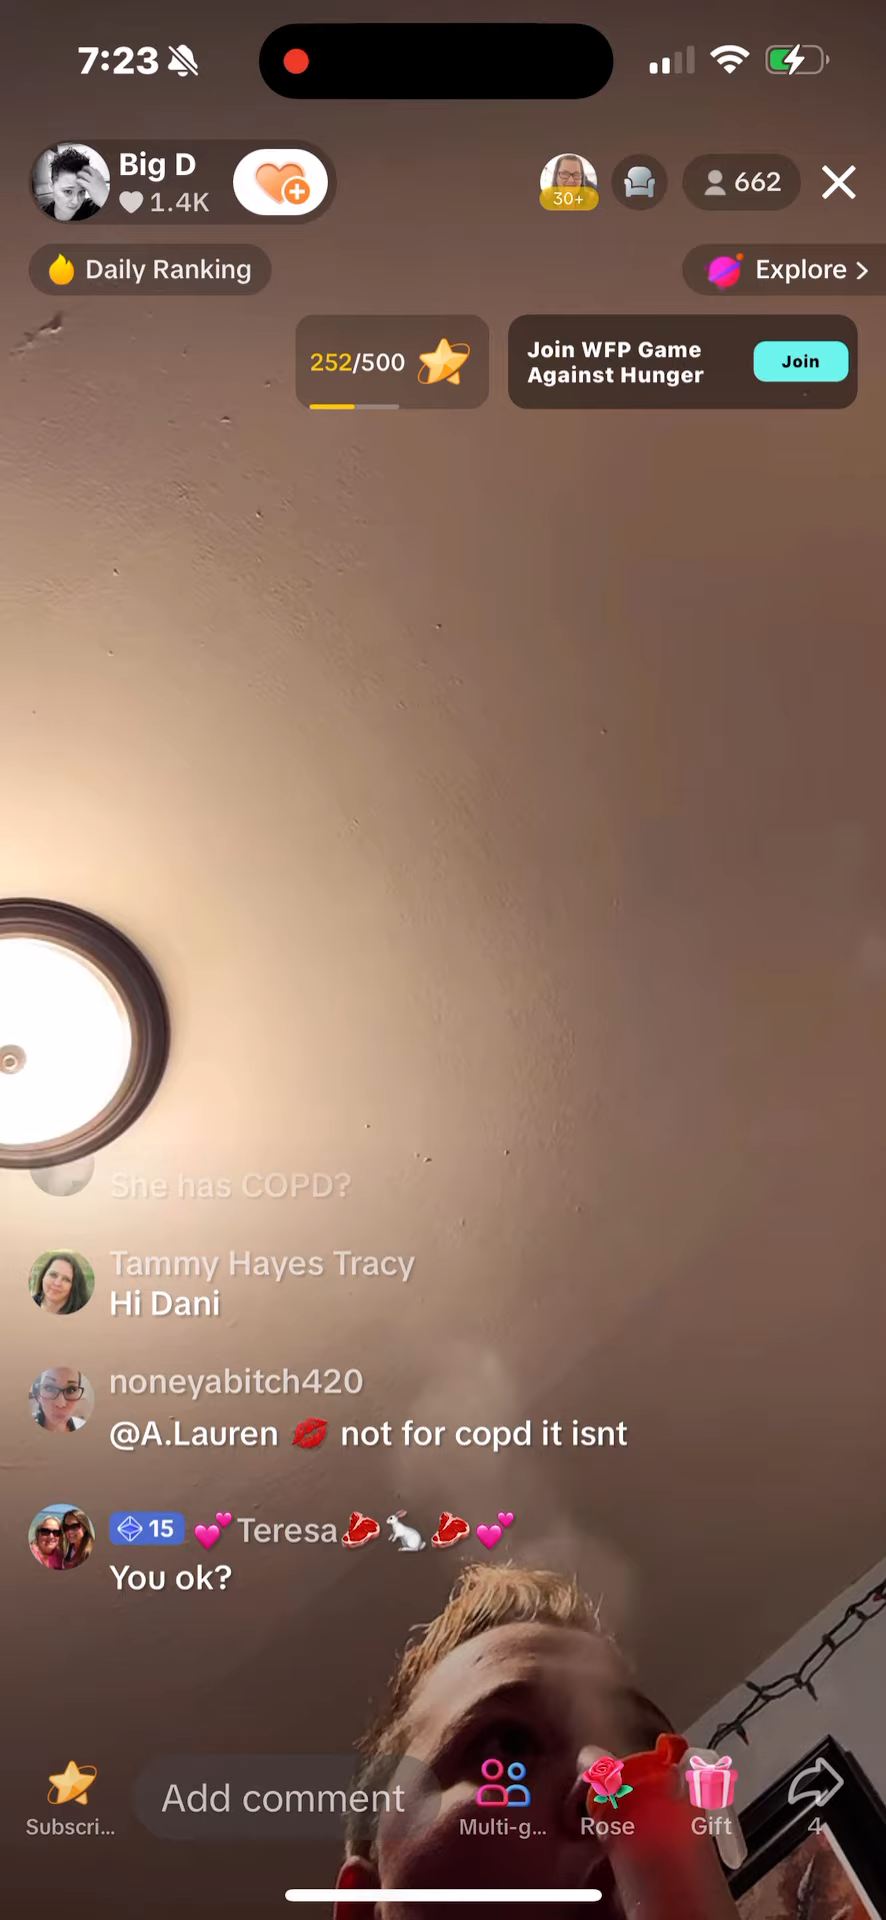 7:23
Big D
1.4K
30+
662
Daily Ranking
Explore >
252/500
Join WFP Game
Against Hunger
Join
She has COPD?
Tammy Hayes Tracy
Hi Dani
noneyabitch420
@A.Lauren 💋 not for copd it isnt
15 💕Teresa🥩🐇🥩💕
You ok?
Subscri...
Add comment
Multi-g...
Rose
Gift
4